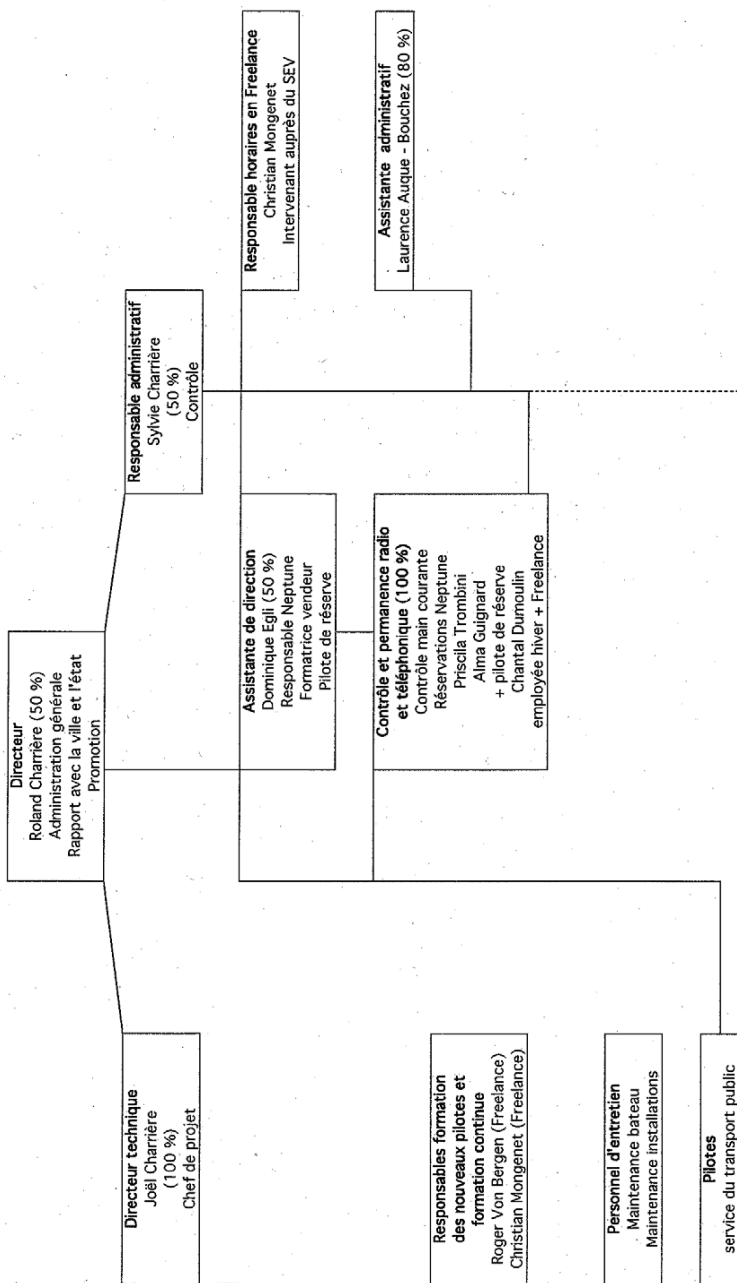 Directeur
Roland Charrière (50 %)
Administration générale
Rapport avec la ville et l'état
Promotion
Directeur technique
Joël Charrière
(100 %)
Chef de projet
Responsable administratif
Sylvie Charrière
(50 %)
Contrôle
Assistante de direction
Dominique Egli (50 %)
Responsable Neptune
Formatrice vendeur
Pilote de réserve
Responsable horaires en Freelance
Christian Mongenet
Intervenant auprès du SEV
Contrôle et permanence radio
et téléphonique (100 %)
Contrôle main courante
Réservations Neptune
Priscila Trombini
Alma Guignard
+ pilote de réserve
Chantal Dumoulin
employée hiver + Freelance
Assistante administratif
Laurence Auque - Bouchez (80 %)
Responsables formation
des nouveaux pilotes et
formation continue
Roger Von Bergen (Freelance)
Christian Mongenet (Freelance)
Personnel d'entretien
Maintenance bateau
Maintenance installations
Pilotes
service du transport public